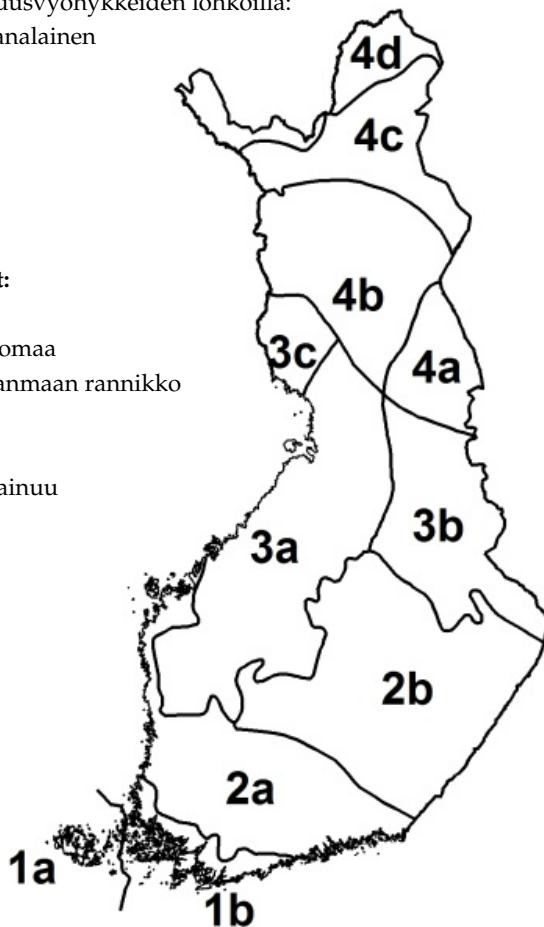 dusvyöhykkeiden lohkoilla:
analainen
t:
omaa
anmaan rannikko
ainuu
4d
4c
4b
3c
4a
3b
3a
2b
2a
1a
1b